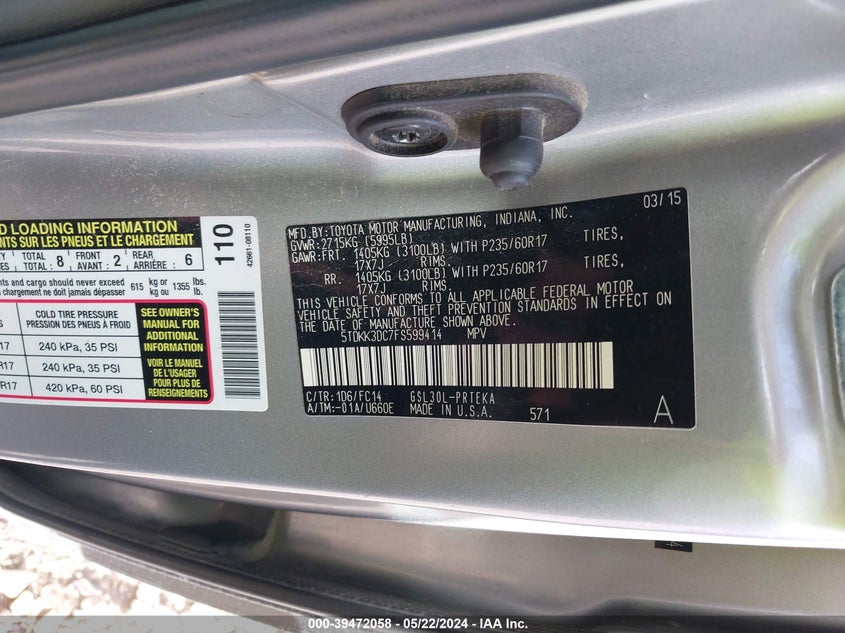 D LOADING INFORMATION
ENTS SUR LES PNEUS ET LE CHARGEMENT
TOTAL: 8 FRONT 2 REAR 6
TOTAL: AVANT: ARRIÈRE:
nts and cargo should never exceed 615 kg or 1355 lbs.
chargement ne doit jamais dépasser kg ou lb.
110
42661-08110
COLD TIRE PRESSURE
PRESSION DES PNEUS À FROID
240 kPa, 35 PSI
R17 240 kPa, 35 PSI
R17 420 kPa, 60 PSI
SEE OWNER'S
MANUAL FOR
ADDITIONAL
INFORMATION
VOIR LE MANUEL
DE L'USAGER
POUR PLUS DE
RENSEIGNEMENTS
03/15
MFD.BY:TOYOTA MOTOR MANUFACTURING, INDIANA, INC.
GVWR:2715KG (5995LB)
GAWR:FRT. 1405KG (3100LB) WITH P235/60R17 TIRES,
17X7J RIMS,
RR. 1405KG (3100LB) WITH P235/60R17 TIRES,
17X7J RIMS,
THIS VEHICLE CONFORMS TO ALL APPLICABLE FEDERAL MOTOR
VEHICLE SAFETY AND THEFT PREVENTION STANDARDS IN EFFECT ON
THE DATE OF MANUFACTURE SHOWN ABOVE.
5TDKK3DC7FS599414 MPV
C/TR:1D6/FC14 GSL30L-PRTEKA
A/TM:-01A/U660E MADE IN U.S.A. 571 A
000-39472058 - 05/22/2024 - IAAI Inc.